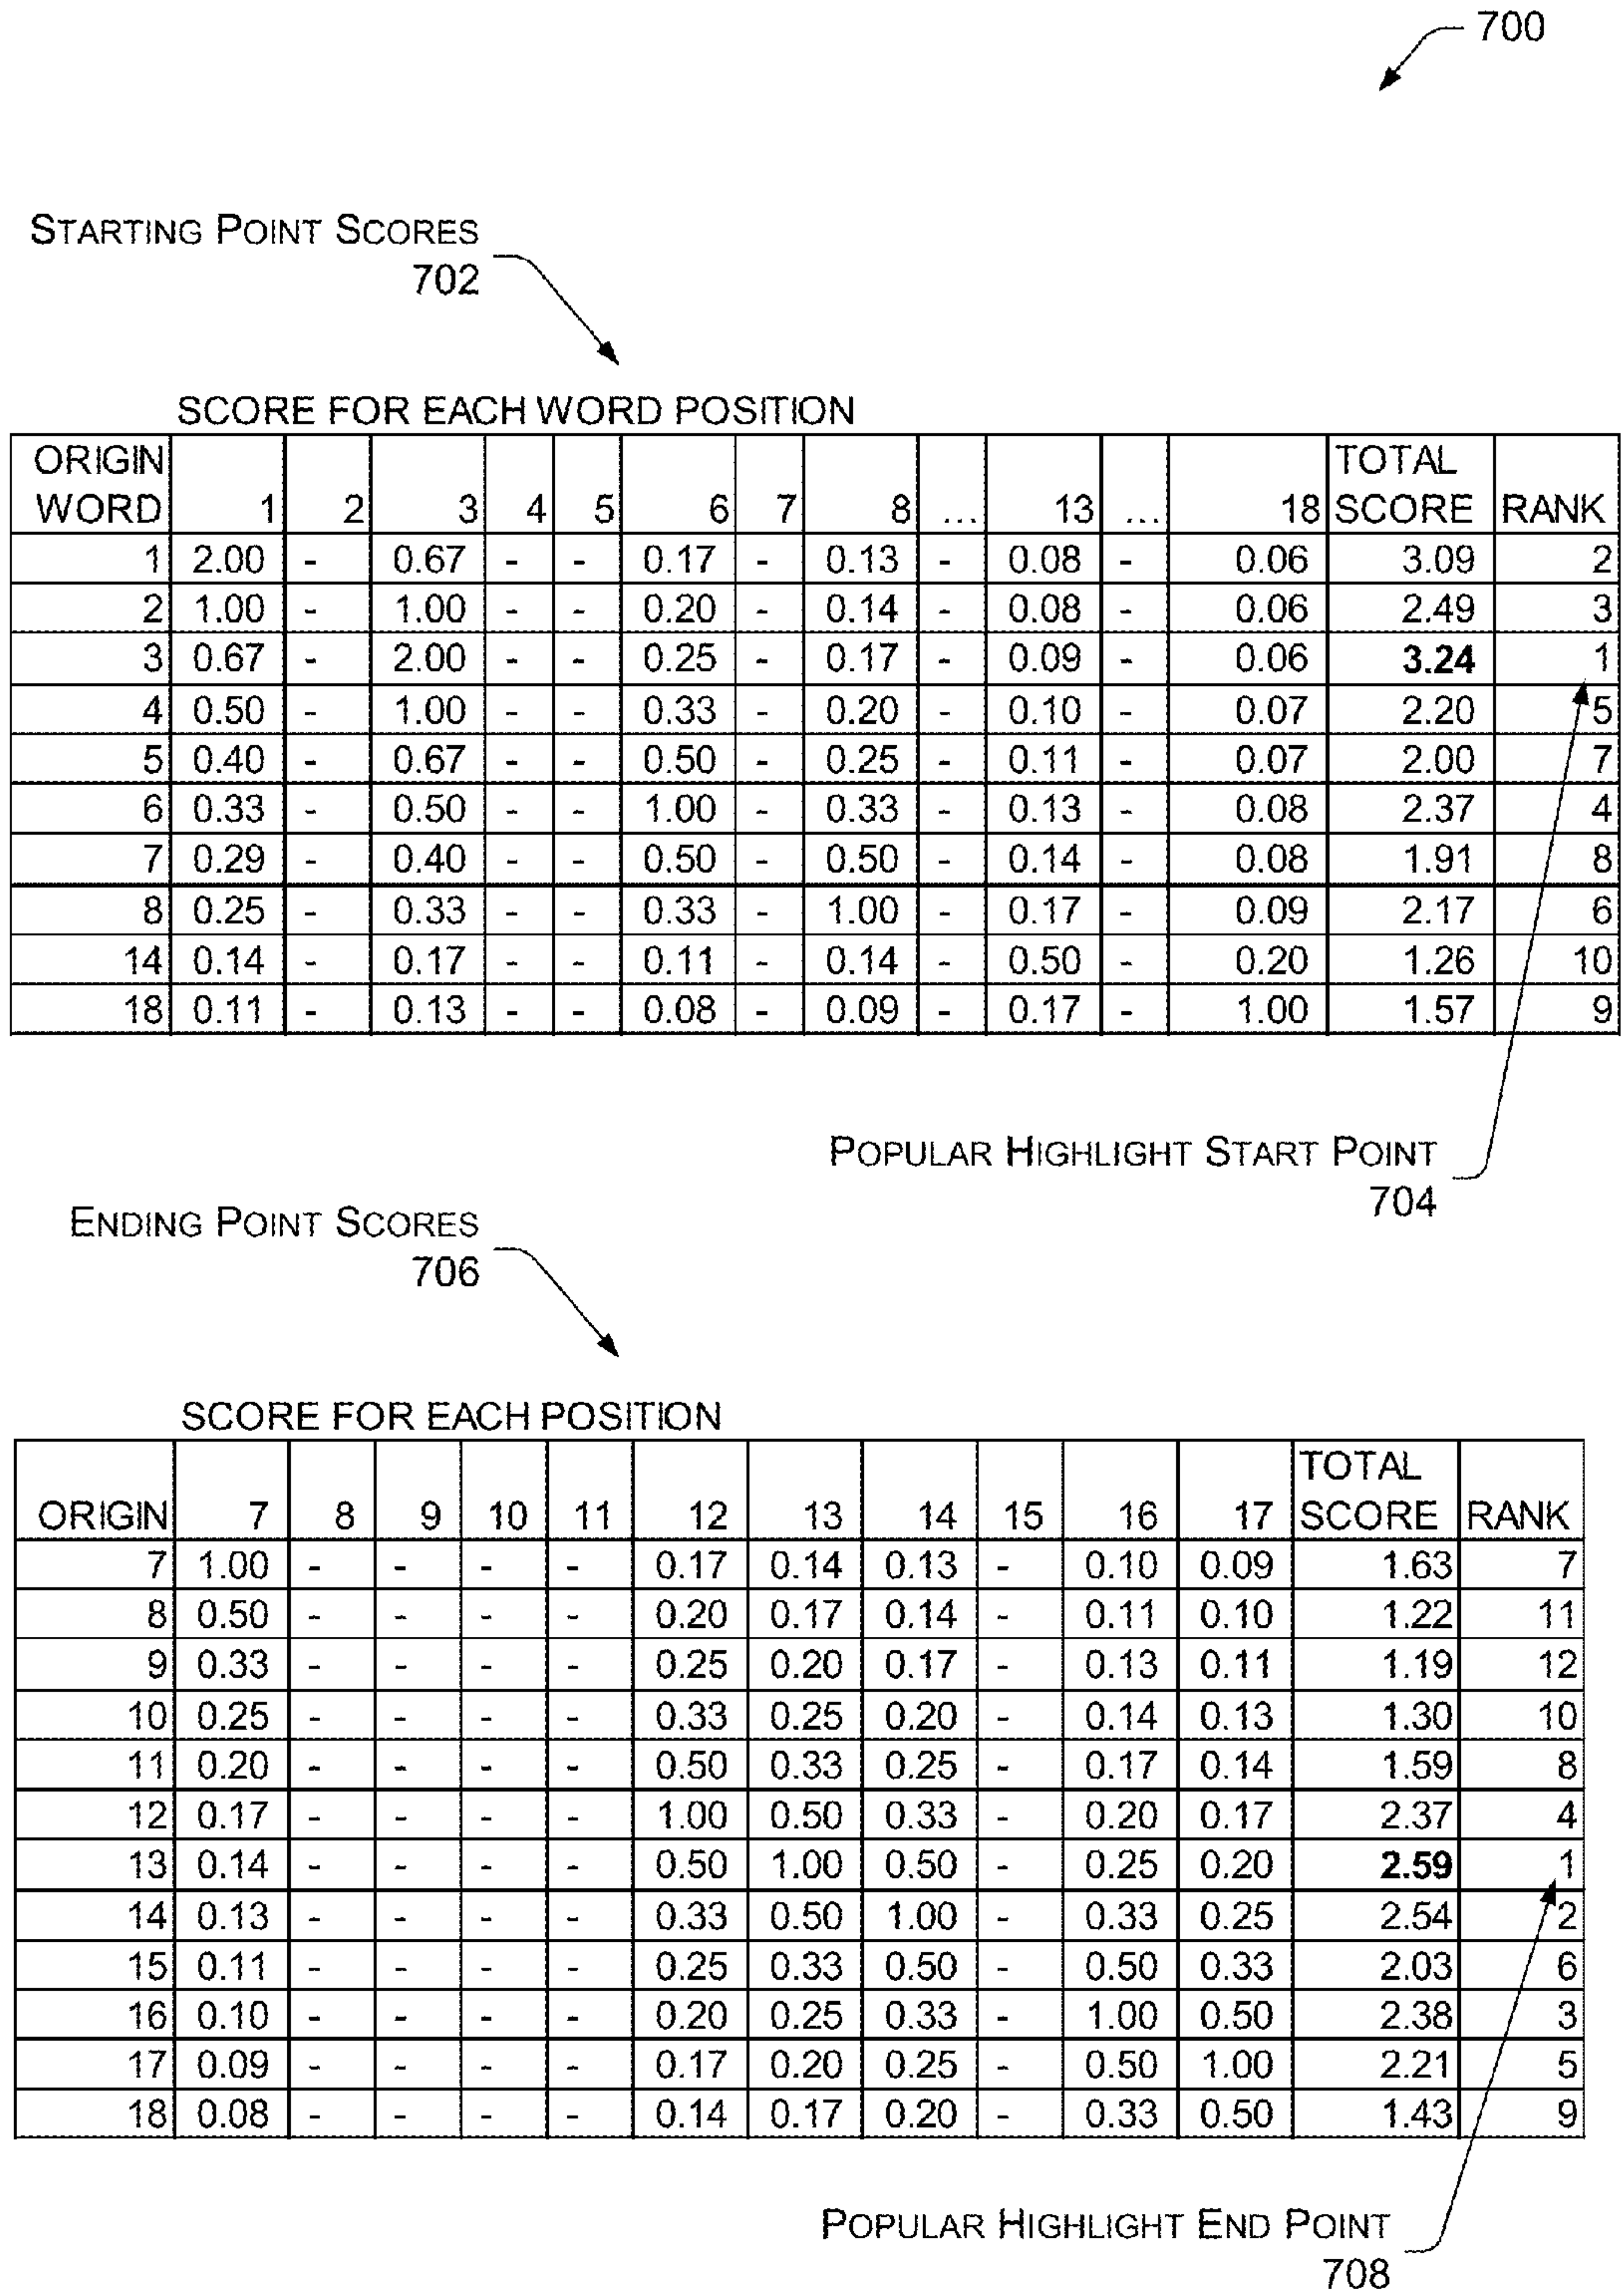 700
STARTING POINT SCORES
702
SCORE FOR EACH WORD POSITION
ORIGIN WORD 1 2 3 4 5 6 7 8 ... 13 ... 18 TOTAL SCORE RANK
1 2.00 - 0.67 - - 0.17 - 0.13 - 0.08 - 0.06 3.09 2
2 1.00 - 1.00 - - 0.20 - 0.14 - 0.08 - 0.06 2.49 3
3 0.67 - 2.00 - - 0.25 - 0.17 - 0.09 - 0.06 3.24 1
4 0.50 - 1.00 - - 0.33 - 0.20 - 0.10 - 0.07 2.20 5
5 0.40 - 0.67 - - 0.50 - 0.25 - 0.11 - 0.07 2.00 7
6 0.33 - 0.50 - - 1.00 - 0.33 - 0.13 - 0.08 2.37 4
7 0.29 - 0.40 - - 0.50 - 0.50 - 0.14 - 0.08 1.91 8
8 0.25 - 0.33 - - 0.33 - 1.00 - 0.17 - 0.09 2.17 6
14 0.14 - 0.17 - - 0.11 - 0.14 - 0.50 - 0.20 1.26 10
18 0.11 - 0.13 - - 0.08 - 0.09 - 0.17 - 1.00 1.57 9
POPULAR HIGHLIGHT START POINT
704
ENDING POINT SCORES
706
SCORE FOR EACH POSITION
ORIGIN 7 8 9 10 11 12 13 14 15 16 17 TOTAL SCORE RANK
7 1.00 - - - - 0.17 0.14 0.13 - 0.10 0.09 1.63 7
8 0.50 - - - - 0.20 0.17 0.14 - 0.11 0.10 1.22 11
9 0.33 - - - - 0.25 0.20 0.17 - 0.13 0.11 1.19 12
10 0.25 - - - - 0.33 0.25 0.20 - 0.14 0.13 1.30 10
11 0.20 - - - - 0.50 0.33 0.25 - 0.17 0.14 1.59 8
12 0.17 - - - - 1.00 0.50 0.33 - 0.20 0.17 2.37 4
13 0.14 - - - - 0.50 1.00 0.50 - 0.25 0.20 2.59 1
14 0.13 - - - - 0.33 0.50 1.00 - 0.33 0.25 2.54 2
15 0.11 - - - - 0.25 0.33 0.50 - 0.50 0.33 2.03 6
16 0.10 - - - - 0.20 0.25 0.33 - 1.00 0.50 2.38 3
17 0.09 - - - - 0.17 0.20 0.25 - 0.50 1.00 2.21 5
18 0.08 - - - - 0.14 0.17 0.20 - 0.33 0.50 1.43 9
POPULAR HIGHLIGHT END POINT
708